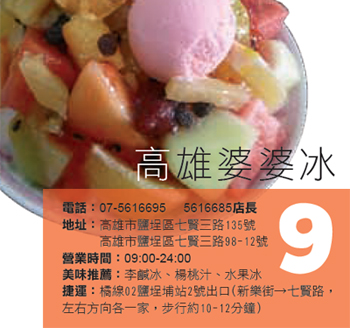 高雄婆婆冰
9
電話：07-5616695　5616685店長
地址：高雄市鹽埕區七賢三路135號
高雄市鹽埕區七賢三路98-12號
營業時間：09:00-24:00
美味推薦：李鹹冰、楊桃汁、水果冰
捷運：橘線02鹽埕埔站2號出口(新樂街→七賢路，
左右方向各一家，步行約10-12分鐘)